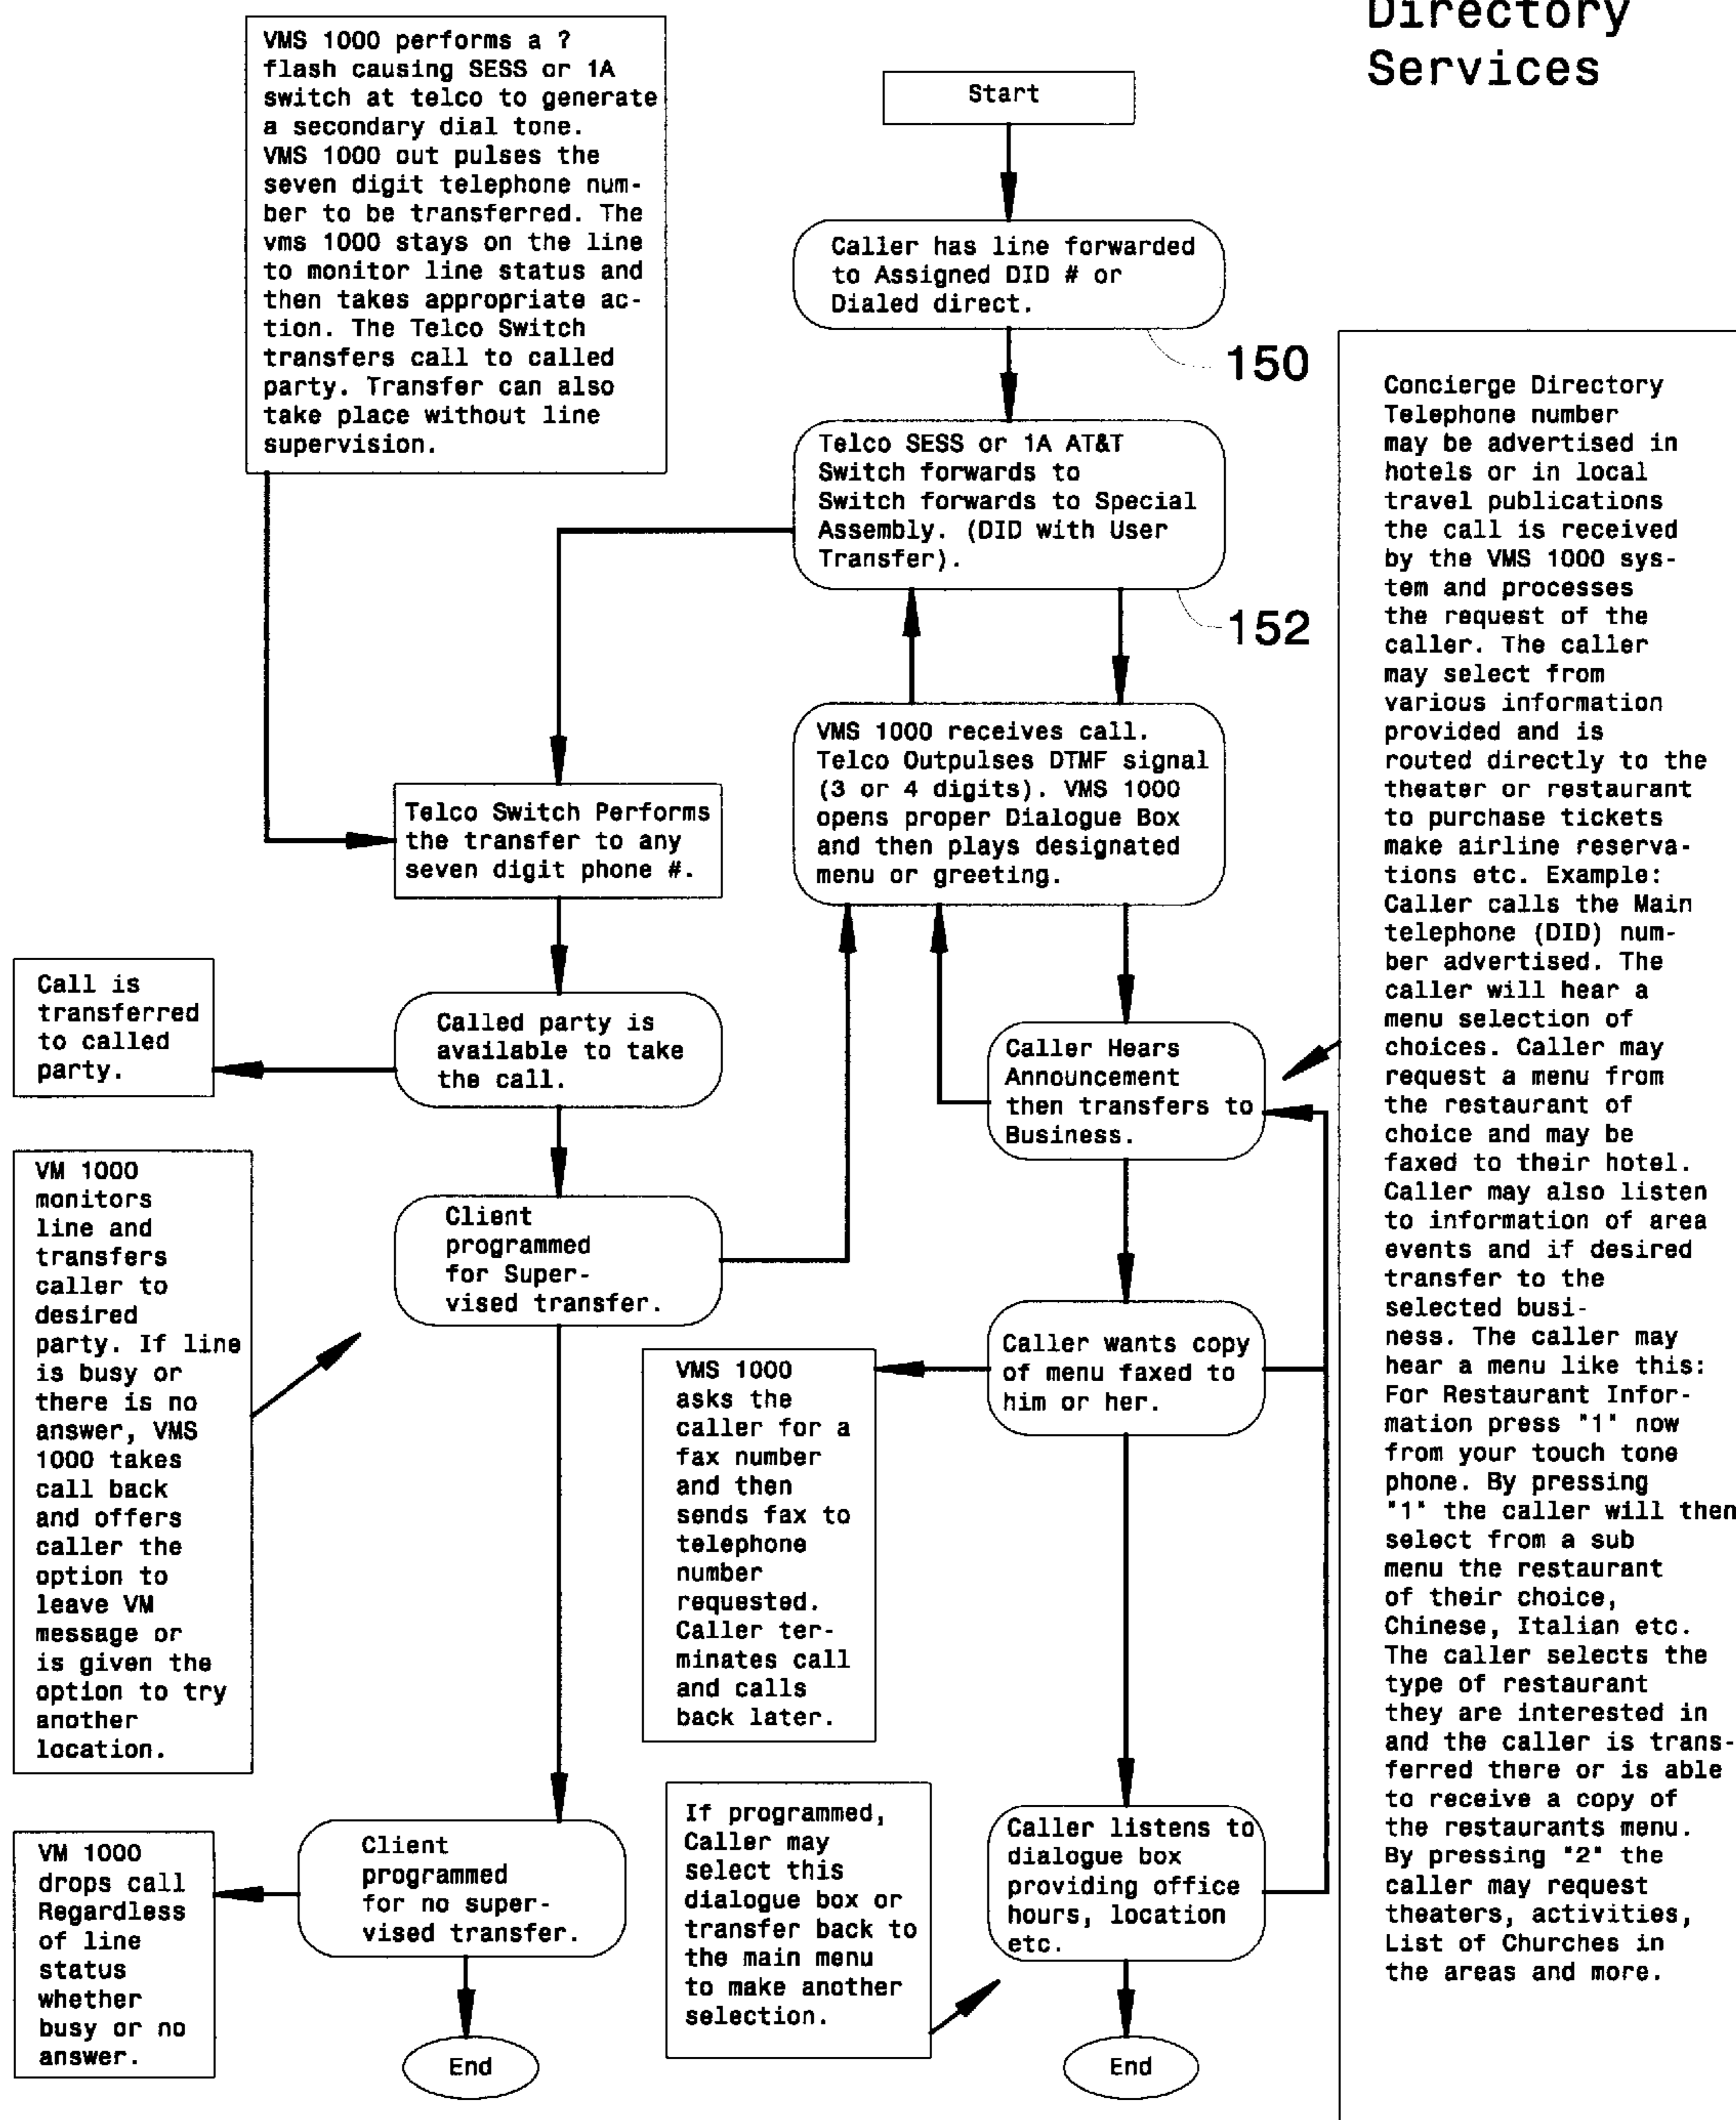 Directory
Services
VMS 1000 performs a ?
flash causing SESS or 1A
switch at telco to generate
a secondary dial tone.
VMS 1000 out pulses the
seven digit telephone num-
ber to be transferred. The
vms 1000 stays on the line
to monitor line status and
then takes appropriate ac-
tion. The Telco Switch
transfers call to called
party. Transfer can also
take place without line
supervision.
Start
Caller has line forwarded
to Assigned DID # or
Dialed direct.
150
Telco SESS or 1A AT&T
Switch forwards to
Switch forwards to Special
Assembly. (DID with User
Transfer).
152
VMS 1000 receives call.
Telco Outpulses DTMF signal
(3 or 4 digits). VMS 1000
opens proper Dialogue Box
and then plays designated
menu or greeting.
Telco Switch Performs
the transfer to any
seven digit phone #.
Call is
transferred
to called
party.
Called party is
available to take
the call.
Caller Hears
Announcement
then transfers to
Business.
VM 1000
monitors
line and
transfers
caller to
desired
party. If line
is busy or
there is no
answer, VMS
1000 takes
call back
and offers
caller the
option to
leave VM
message or
is given the
option to try
another
location.
Client
programmed
for Super-
vised transfer.
VMS 1000
asks the
caller for a
fax number
and then
sends fax to
telephone
number
requested.
Caller ter-
minates call
and calls
back later.
Caller wants copy
of menu faxed to
him or her.
VM 1000
drops call
Regardless
of line
status
whether
busy or no
answer.
Client
programmed
for no super-
vised transfer.
End
If programmed,
Caller may
select this
dialogue box or
transfer back to
the main menu
to make another
selection.
Caller listens to
dialogue box
providing office
hours, location
etc.
End
Concierge Directory
Telephone number
may be advertised in
hotels or in local
travel publications
the call is received
by the VMS 1000 sys-
tem and processes
the request of the
caller. The caller
may select from
various information
provided and is
routed directly to the
theater or restaurant
to purchase tickets
make airline reserva-
tions etc. Example:
Caller calls the Main
telephone (DID) num-
ber advertised. The
caller will hear a
menu selection of
choices. Caller may
request a menu from
the restaurant of
choice and may be
faxed to their hotel.
Caller may also listen
to information of area
events and if desired
transfer to the
selected busi-
ness. The caller may
hear a menu like this:
For Restaurant Infor-
mation press "1" now
from your touch tone
phone. By pressing
"1" the caller will then
select from a sub
menu the restaurant
of their choice,
Chinese, Italian etc.
The caller selects the
type of restaurant
they are interested in
and the caller is trans-
ferred there or is able
to receive a copy of
the restaurants menu.
By pressing "2" the
caller may request
theaters, activities,
List of Churches in
the areas and more.